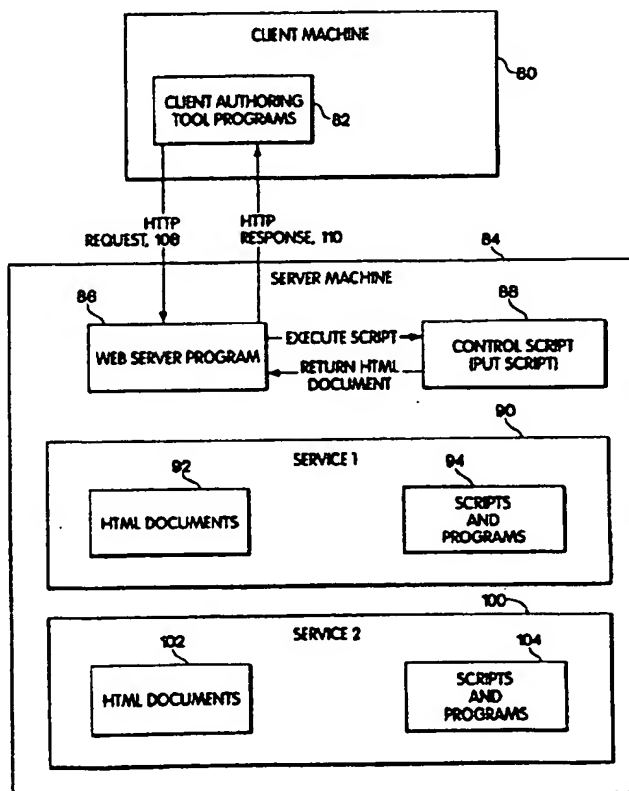 CLIENT MACHINE
80
CLIENT AUTHORING
TOOL PROGRAMS
82
HTTP
REQUEST, 108
HTTP
RESPONSE, 110
84
SERVER MACHINE
86
WEB SERVER PROGRAM
EXECUTE SCRIPT
RETURN HTML
DOCUMENT
88
CONTROL SCRIPT
(PUT SCRIPT)
90
SERVICE 1
92
HTML DOCUMENTS
94
SCRIPTS
AND
PROGRAMS
100
SERVICE 2
102
HTML DOCUMENTS
104
SCRIPTS
AND
PROGRAMS